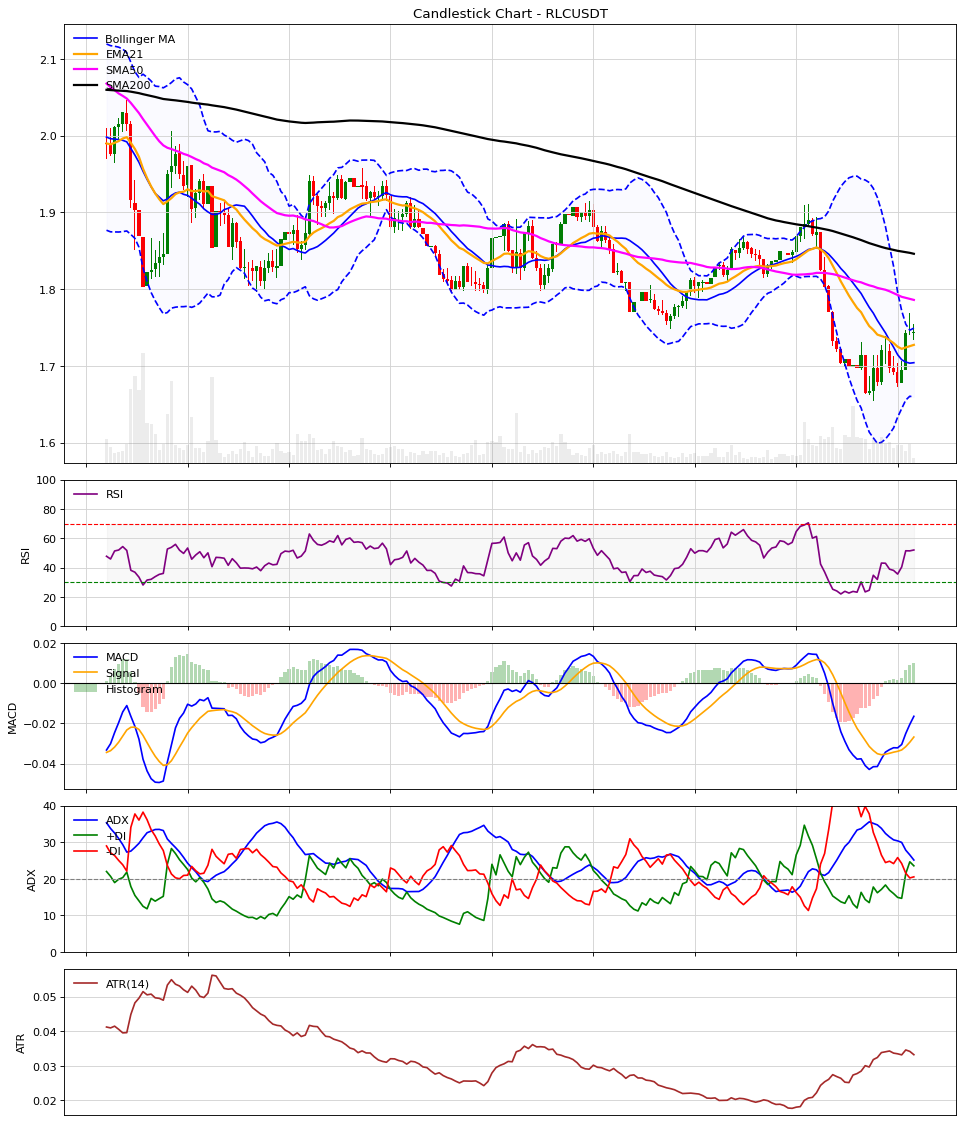 Candlestick Chart - RLCUSDT
Bollinger MA
EMA21
SMA50
SMA200
2.1
2.0
1.9
1.8
1.7
1.6
RSI
RSI
100
80
60
40
20
0
MACD
Signal
Histogram
MACD
0.02
0.00
−0.02
−0.04
ADX
+DI
-DI
ADX
40
30
20
10
0
ATR(14)
ATR
0.05
0.04
0.03
0.02